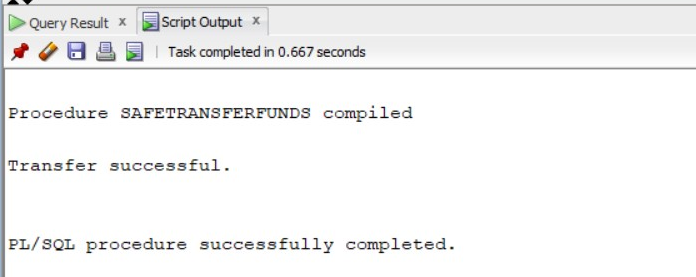 Query Result x Script Output x
Task completed in 0.667 seconds
Procedure SAFETRANSFERFUNDS compiled
Transfer successful.
PL/SQL procedure successfully completed.